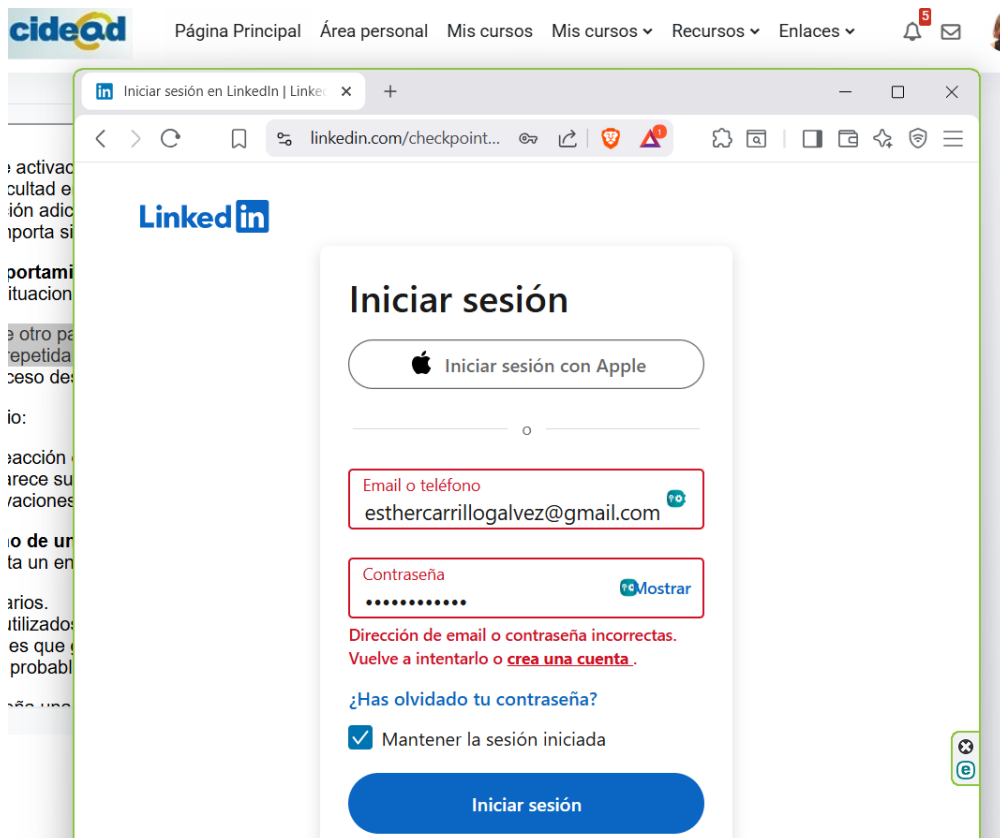 cidead
Página Principal Área personal Mis cursos Mis cursos Recursos Enlaces
5
in Iniciar sesión en LinkedIn | Linke
linkedin.com/checkpoint...
1
e activac
cultad e
ión adic
nporta si
portami
ituacion
e otro pa
repetida
ceso des
io:
eacción
arece su
vaciones
o de un
ta un en
arios.
utilizados
es que g
probabl
Linked in
Iniciar sesión
Iniciar sesión con Apple
o
Email o teléfono
esthercarrillogalvez@gmail.com
Contraseña
••••••••••••
Mostrar
Dirección de email o contraseña incorrectas.
Vuelve a intentarlo o crea una cuenta .
¿Has olvidado tu contraseña?
Mantener la sesión iniciada
Iniciar sesión